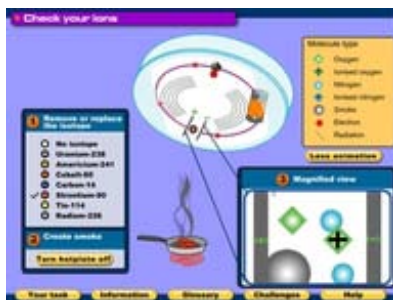 Check your ions
1 Remove or replace
the isotope
No isotope
Uranium-238
Americium-241
Cobalt-60
Carbon-14
Strontium-90
Tin-114
Radium-226
2 Create smoke
Turn hotplate off
Molecule type
Oxygen
Ionised oxygen
Nitrogen
Ionised nitrogen
Smoke
Electron
Radiation
Less animation
3 Magnified view
Your task
Information
Glossary
Challenges
Help